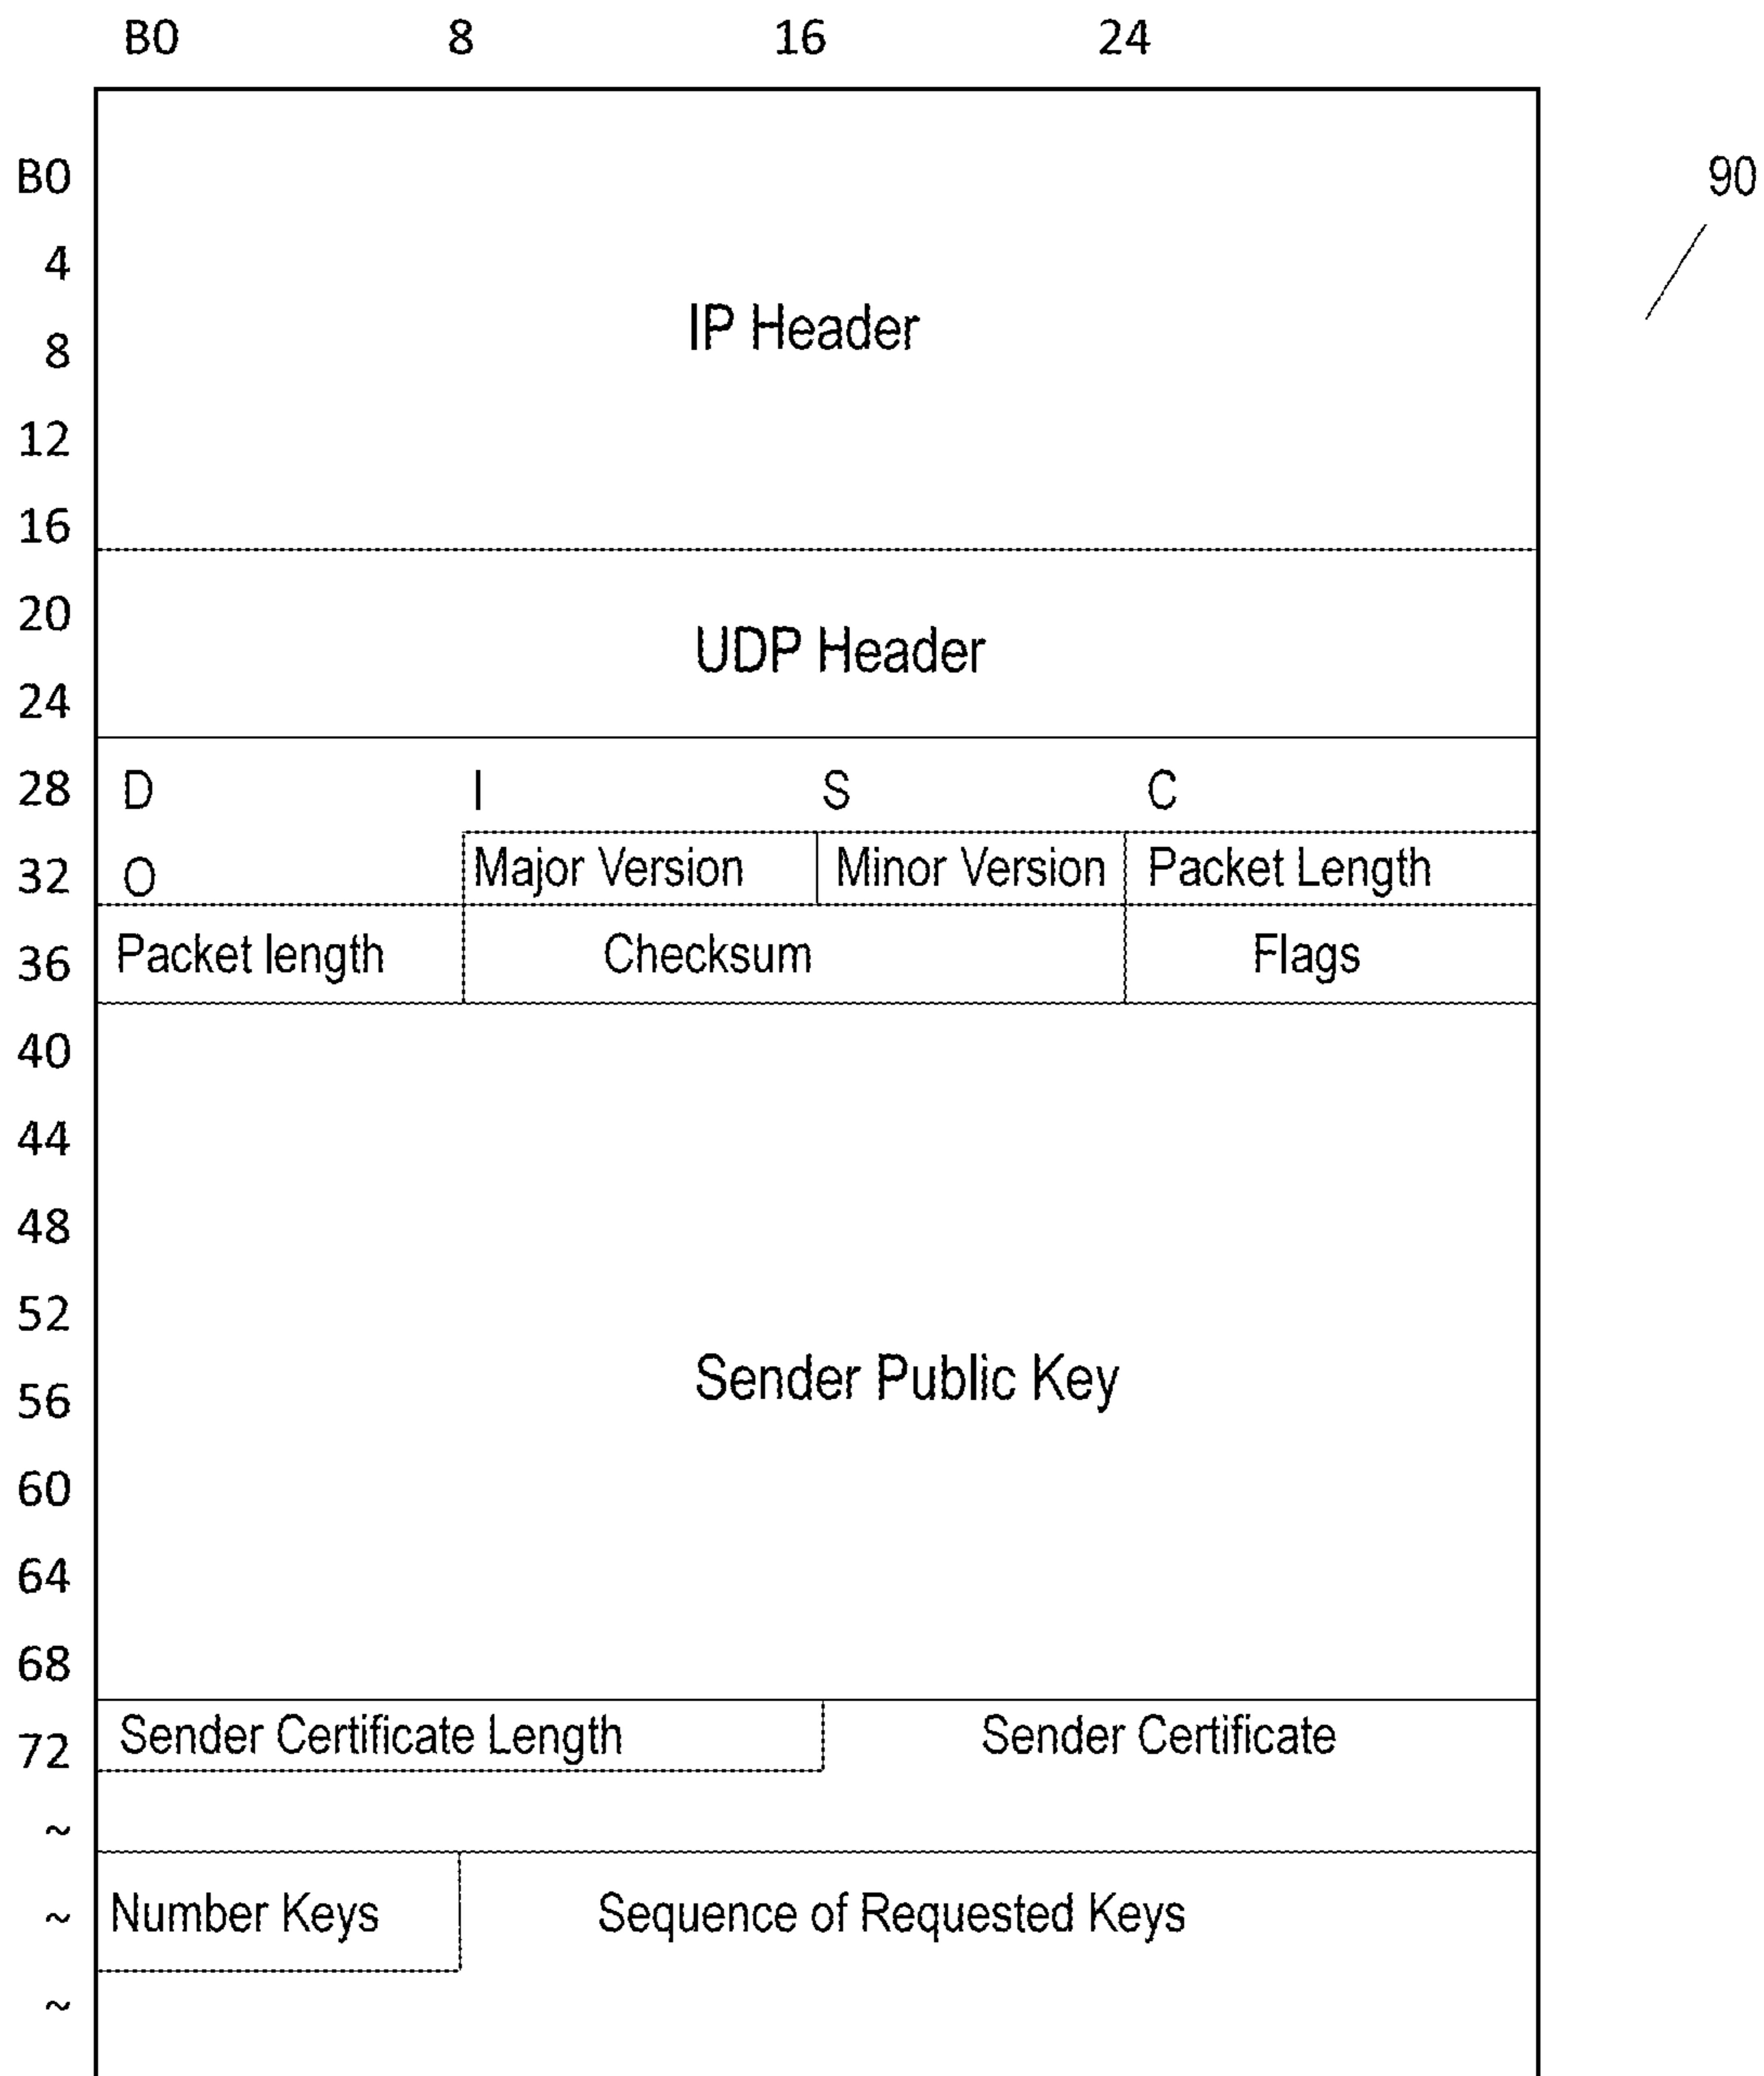 B0 8 16 24
B0 90
4
IP Header
8
12
16
20
UDP Header
24
28 D I S C
32 O Major Version Minor Version Packet Length
36 Packet length Checksum Flags
40
44
48
52
Sender Public Key
56
60
64
68
72 Sender Certificate Length Sender Certificate
~
~ Number Keys Sequence of Requested Keys
~